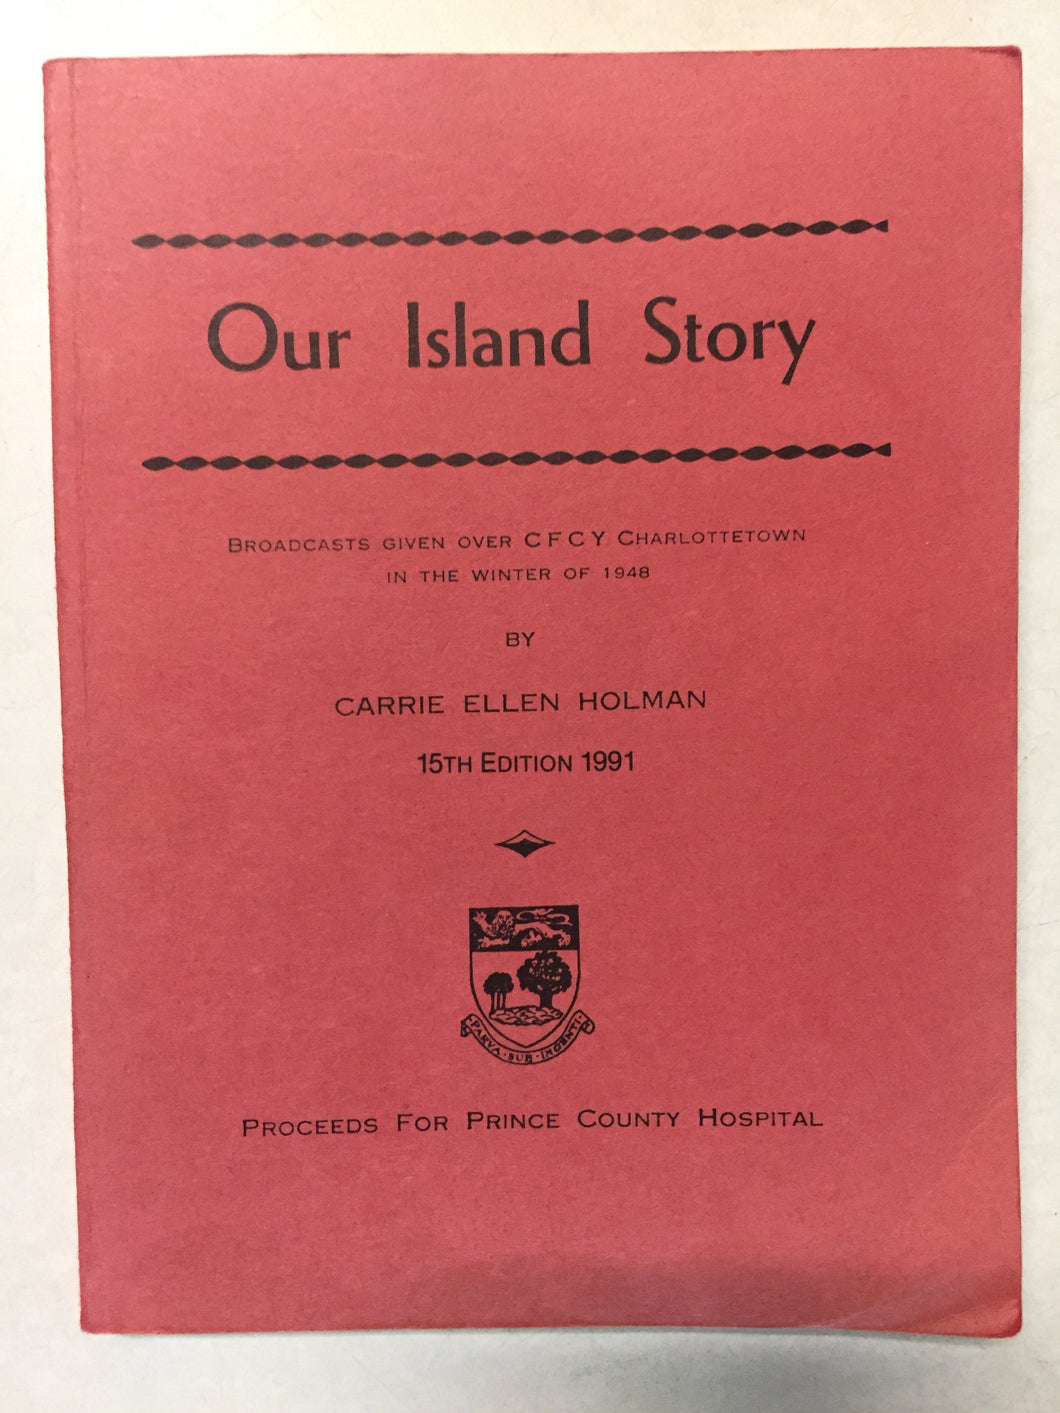 Our Island Story
BROADCASTS GIVEN OVER CFCY CHARLOTTETOWN
IN THE WINTER OF 1948
BY
CARRIE ELLEN HOLMAN
15TH EDITION 1991
PARVA · SUB · INGENTI
PROCEEDS FOR PRINCE COUNTY HOSPITAL